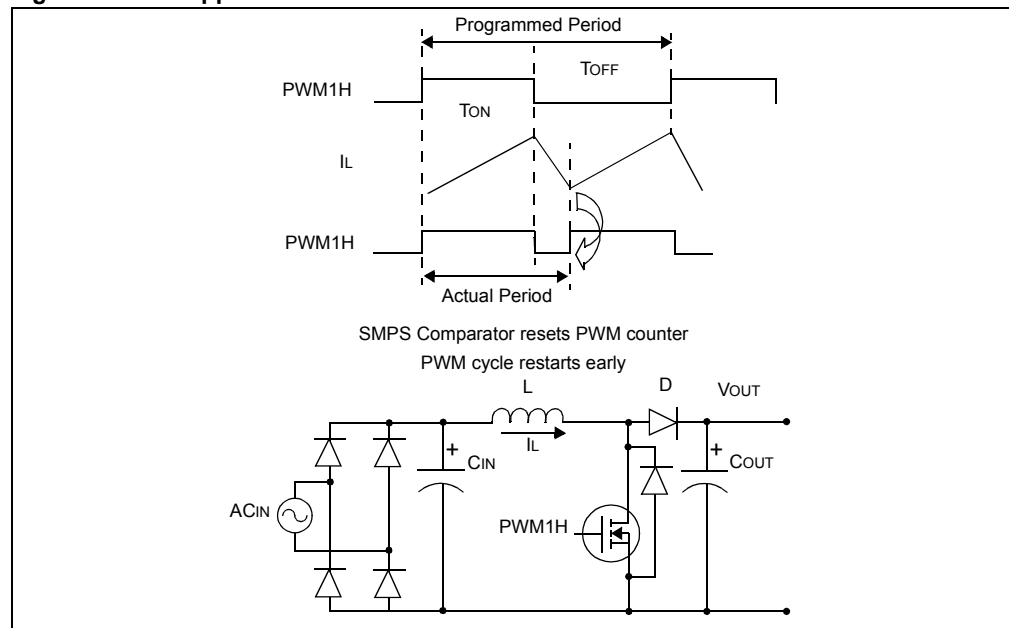 Programmed Period
TOFF
PWM1H
TON
IL
PWM1H
Actual Period
SMPS Comparator resets PWM counter
PWM cycle restarts early
L
D
VOUT
IL
+
CIN
+
COUT
ACIN
PWM1H